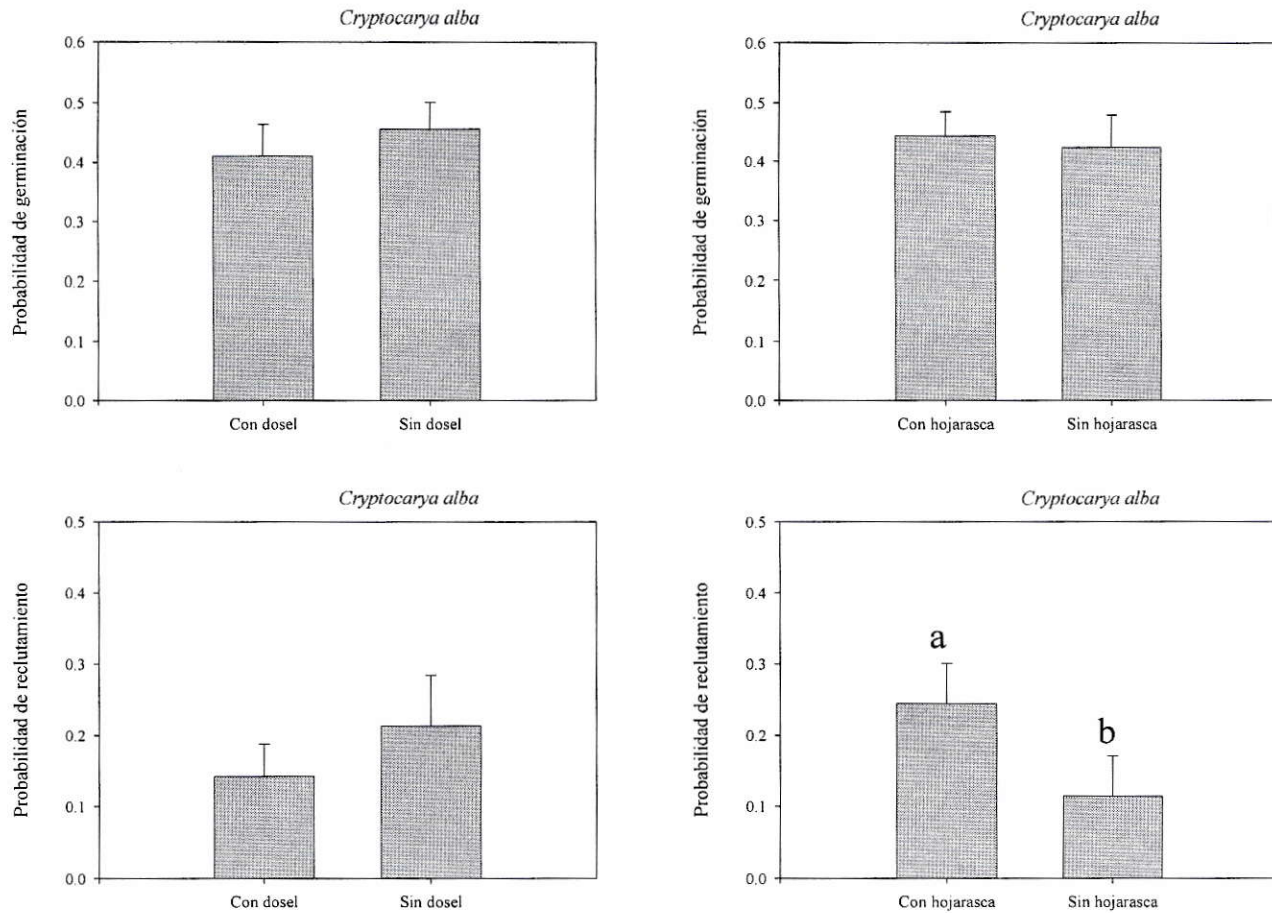 Cryptocarya alba
Probabilidad de germinación
0.6
0.5
0.4
0.3
0.2
0.1
0.0
Con dosel
Sin dosel
Cryptocarya alba
Probabilidad de germinación
0.6
0.5
0.4
0.3
0.2
0.1
0.0
Con hojarasca
Sin hojarasca
Cryptocarya alba
Probabilidad de reclutamiento
0.5
0.4
0.3
0.2
0.1
0.0
Con dosel
Sin dosel
Cryptocarya alba
Probabilidad de reclutamiento
0.5
0.4
0.3
0.2
0.1
0.0
a
b
Con hojarasca
Sin hojarasca